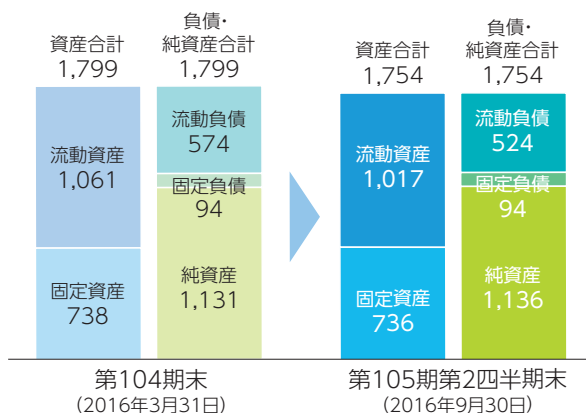 資産合計
1,799
負債・
純資産合計
1,799
流動資産
1,061
固定資産
738
流動負債
574
固定負債
94
純資産
1,131
第104期末
(2016年3月31日)
資産合計
1,754
負債・
純資産合計
1,754
流動資産
1,017
固定資産
736
流動負債
524
固定負債
94
純資産
1,136
第105期第2四半期末
(2016年9月30日)